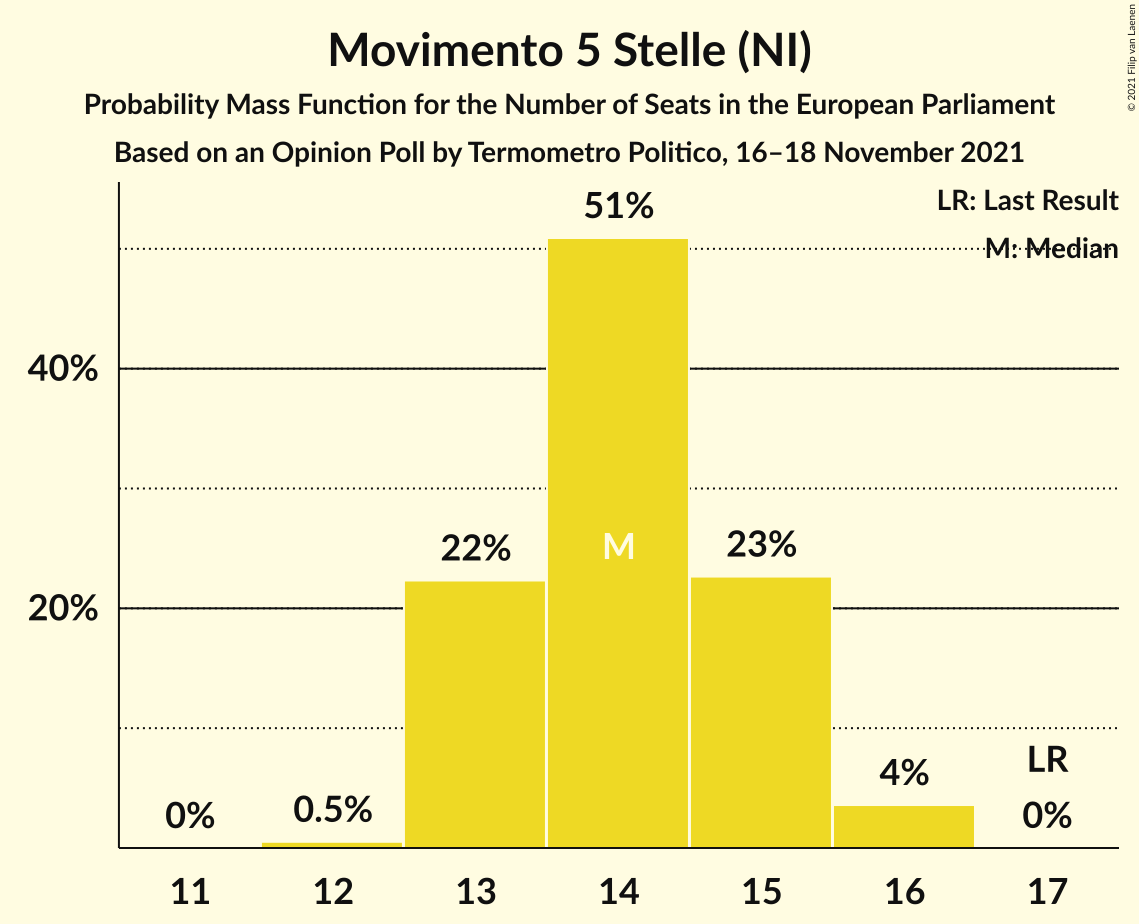 © 2021 Filip van Laenen
Movimento 5 Stelle (NI)
Probability Mass Function for the Number of Seats in the European Parliament
Based on an Opinion Poll by Termometro Politico, 16–18 November 2021
LR: Last Result
M: Median
51%
40%
M
22%
23%
20%
LR
4%
0%
0.5%
0%
11 12 13 14 15 16 17